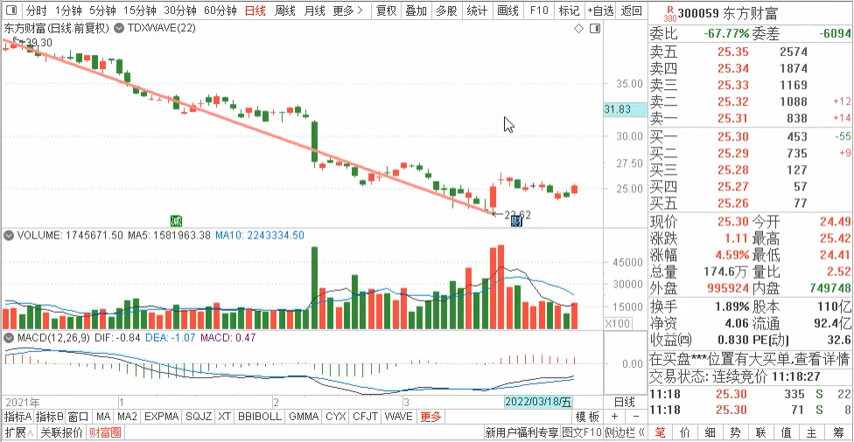 分时 1分钟 5分钟 15分钟 30分钟 60分钟 日线 周线 月线 更多 复权 叠加 多股 统计 画线 F10 标记 +自选 返回
R 300 300059 东方财富
东方财富(日线.前复权) TDXWAVE(22)
39.30
35.00
31.83
30.00
27.50
25.00
22.62
减
财
VOLUME: 1745671.50 MA5: 1581963.38 MA10: 2243334.50
45000
30000
15000
X100
MACD(12,26,9) DIF: -0.84 DEA: -1.07 MACD: 0.47
0.00
2021年 1 2 3 2022/03/18/五 日线
指标A 指标B 窗口 MA MA2 EXPMA SQJZ XT BBIBOLL GMMA CYX CFJT WAVE 更多 模板 + -
扩展∧ 关联报价 财富圈 新用户福利专享 图文F10 侧边栏
委比 -67.77% 委差 -6094
卖五 25.35 2574
卖四 25.34 1874
卖三 25.33 1169
卖二 25.32 1088 +12
卖一 25.31 838 +14
买一 25.30 453 -55
买二 25.29 735 +9
买三 25.28 127
买四 25.27 57
买五 25.26 77
现价 25.30 今开 24.49
涨跌 1.11 最高 25.42
涨幅 4.59% 最低 24.41
总量 174.6万 量比 2.52
外盘 995924 内盘 749748
换手 1.89% 股本 110亿
净资 4.06 流通 92.4亿
收益㈣ 0.830 PE(动) 32.6
在买盘***位置有大买单.查看详情
交易状态: 连续竞价 11:18:27
11:18 25.30 335 S 22
11:18 25.30 71 S 8
笔 价 细 势 联 值 主 筹